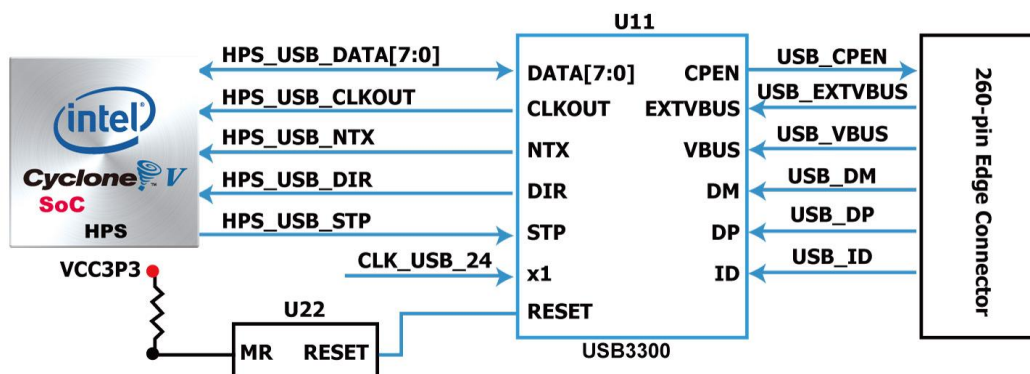 U11
HPS_USB_DATA[7:0]
DATA[7:0]
CPEN
USB_CPEN
HPS_USB_CLKOUT
CLKOUT
EXTVBUS
USB_EXTVBUS
intel
HPS_USB_NTX
NTX
VBUS
USB_VBUS
Cyclone V
SoC
HPS_USB_DIR
DIR
DM
USB_DM
HPS
HPS_USB_STP
STP
DP
USB_DP
VCC3P3
CLK_USB_24
x1
ID
USB_ID
260-pin Edge Connector
U22
RESET
MR
RESET
USB3300